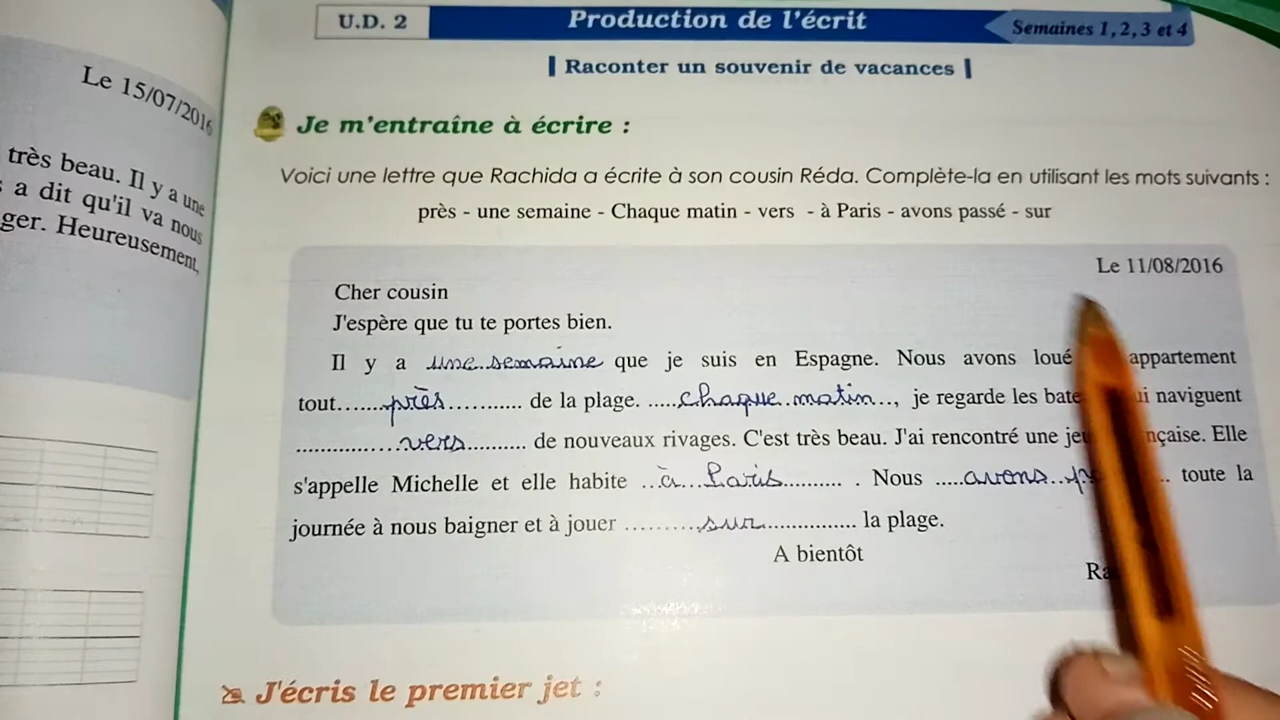 Le 15/07/2016
très beau. Il y a une
a dit qu'il va nous
ger. Heureusement,
U.D. 2
Production de l'écrit
Semaines 1, 2, 3 et 4
Raconter un souvenir de vacances
Je m'entraîne à écrire :
Voici une lettre que Rachida a écrite à son cousin Réda. Complète-la en utilisant les mots suivants :
près - une semaine - Chaque matin - vers - à Paris - avons passé - sur
Le 11/08/2016
Cher cousin
J'espère que tu te portes bien.
Il y a une semaine que je suis en Espagne. Nous avons loué appartement
tout......près............ de la plage. .....chaque matin..., je regarde les bate ui naviguent
................vers.......... de nouveaux rivages. C'est très beau. J'ai rencontré une jeu nçaise. Elle
s'appelle Michelle et elle habite ..à Paris.......... . Nous .....avons..p .. toute la
journée à nous baigner et à jouer .........sur............... la plage.
A bientôt
Ra
J'écris le premier jet :